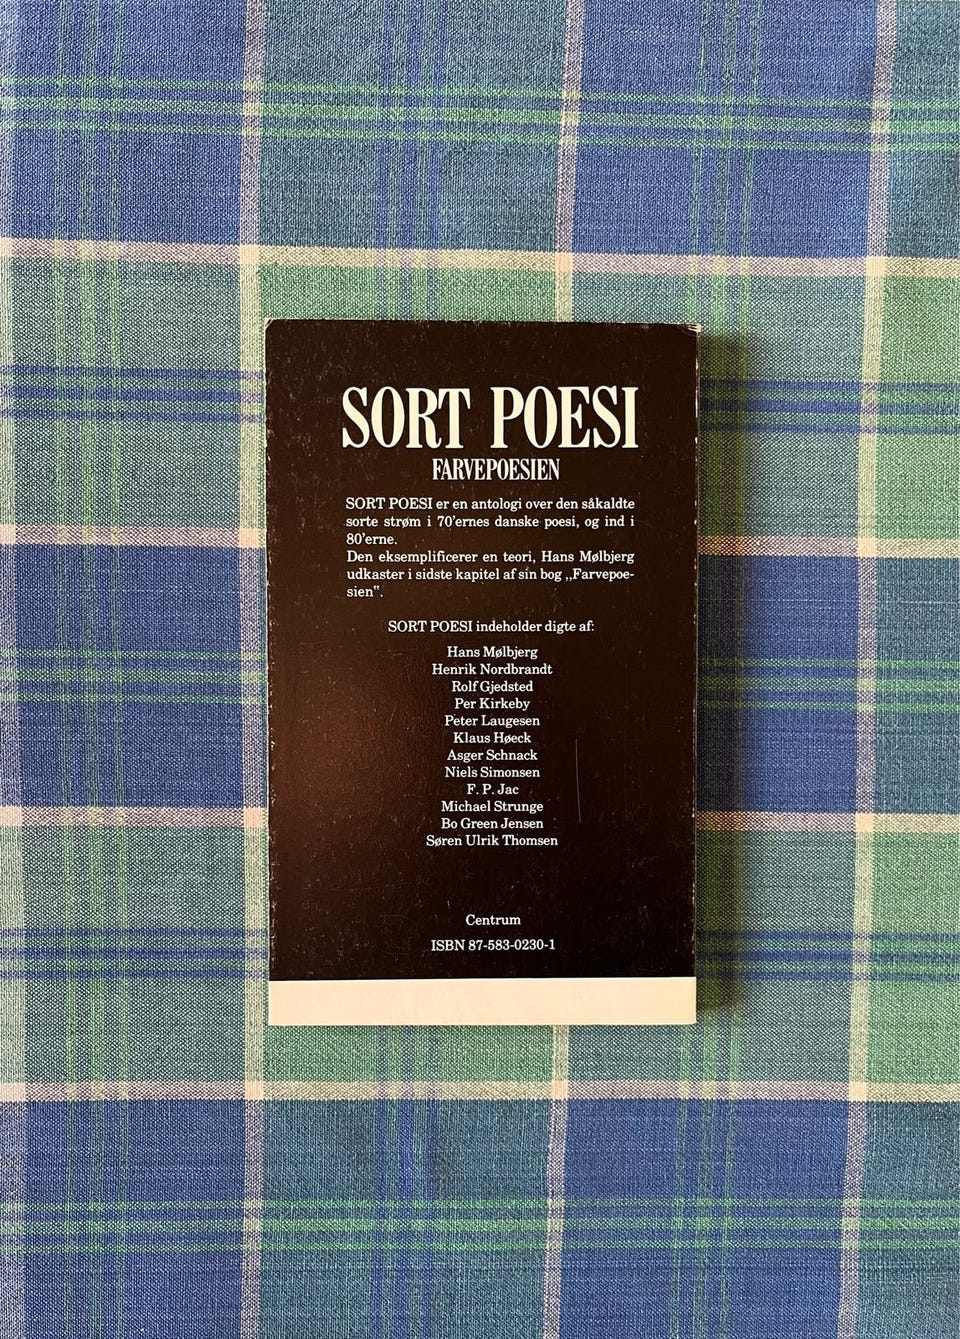 SORT POESI
FARVEPOESIEN
SORT POESI er en antologi over den såkaldte
sorte strøm i 70'ernes danske poesi, og ind i
80'erne.
Den eksemplificerer en teori, Hans Mølbjerg
udkaster i sidste kapitel af sin bog „Farvepoe-
sien“.
SORT POESI indeholder digte af:
Hans Mølbjerg
Henrik Nordbrandt
Rolf Gjedsted
Per Kirkeby
Peter Laugesen
Klaus Høeck
Asger Schnack
Niels Simonsen
F. P. Jac
Michael Strunge
Bo Green Jensen
Søren Ulrik Thomsen
Centrum
ISBN 87-583-0230-1